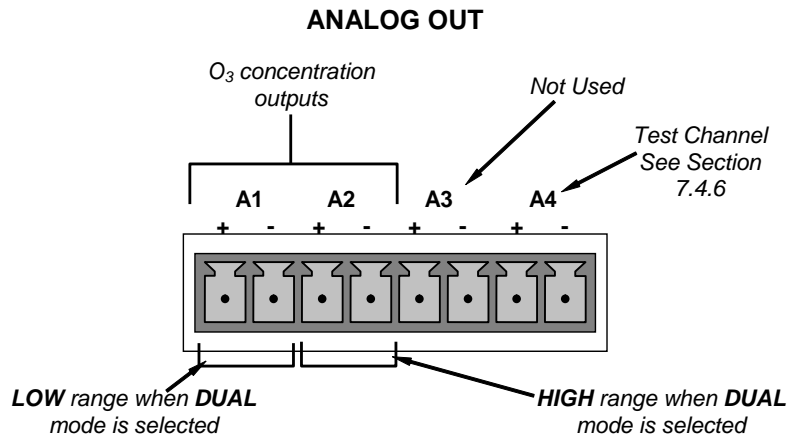 ANALOG OUT
O₃ concentration
outputs
Not Used
Test Channel
See Section
7.4.6
A1 A2 A3 A4
+ - + - + - + -
LOW range when DUAL
mode is selected
HIGH range when DUAL
mode is selected